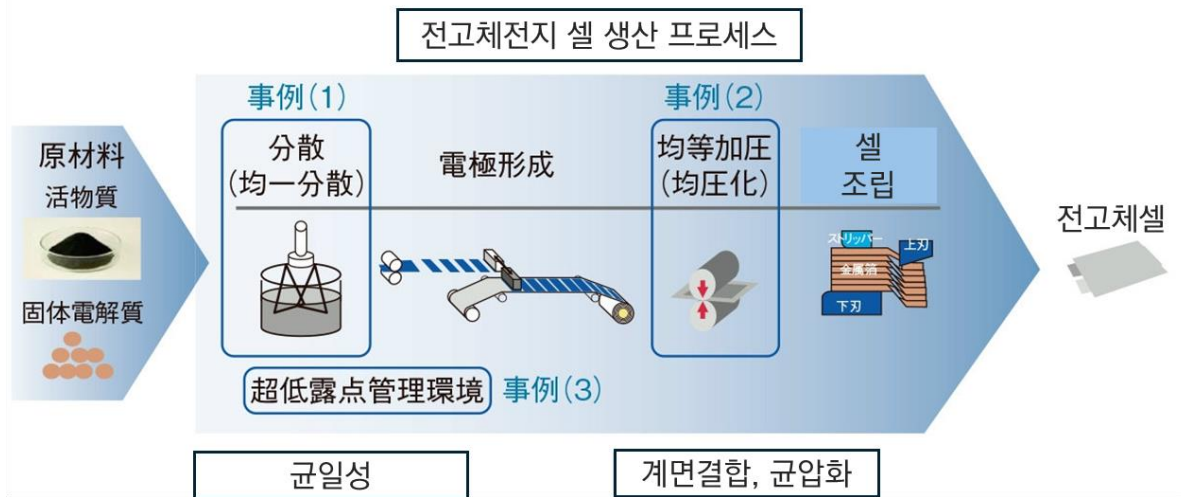 전고체전지 셀 생산 프로세스
事例(1)
事例(2)
原材料
活物質
固体電解質
分散
(均一分散)
電極形成
均等加圧
(均圧化)
셀
조립
ストリッパー
上刃
金属箔
下刃
전고체셀
超低露点管理環境
事例(3)
균일성
계면결합, 균압화